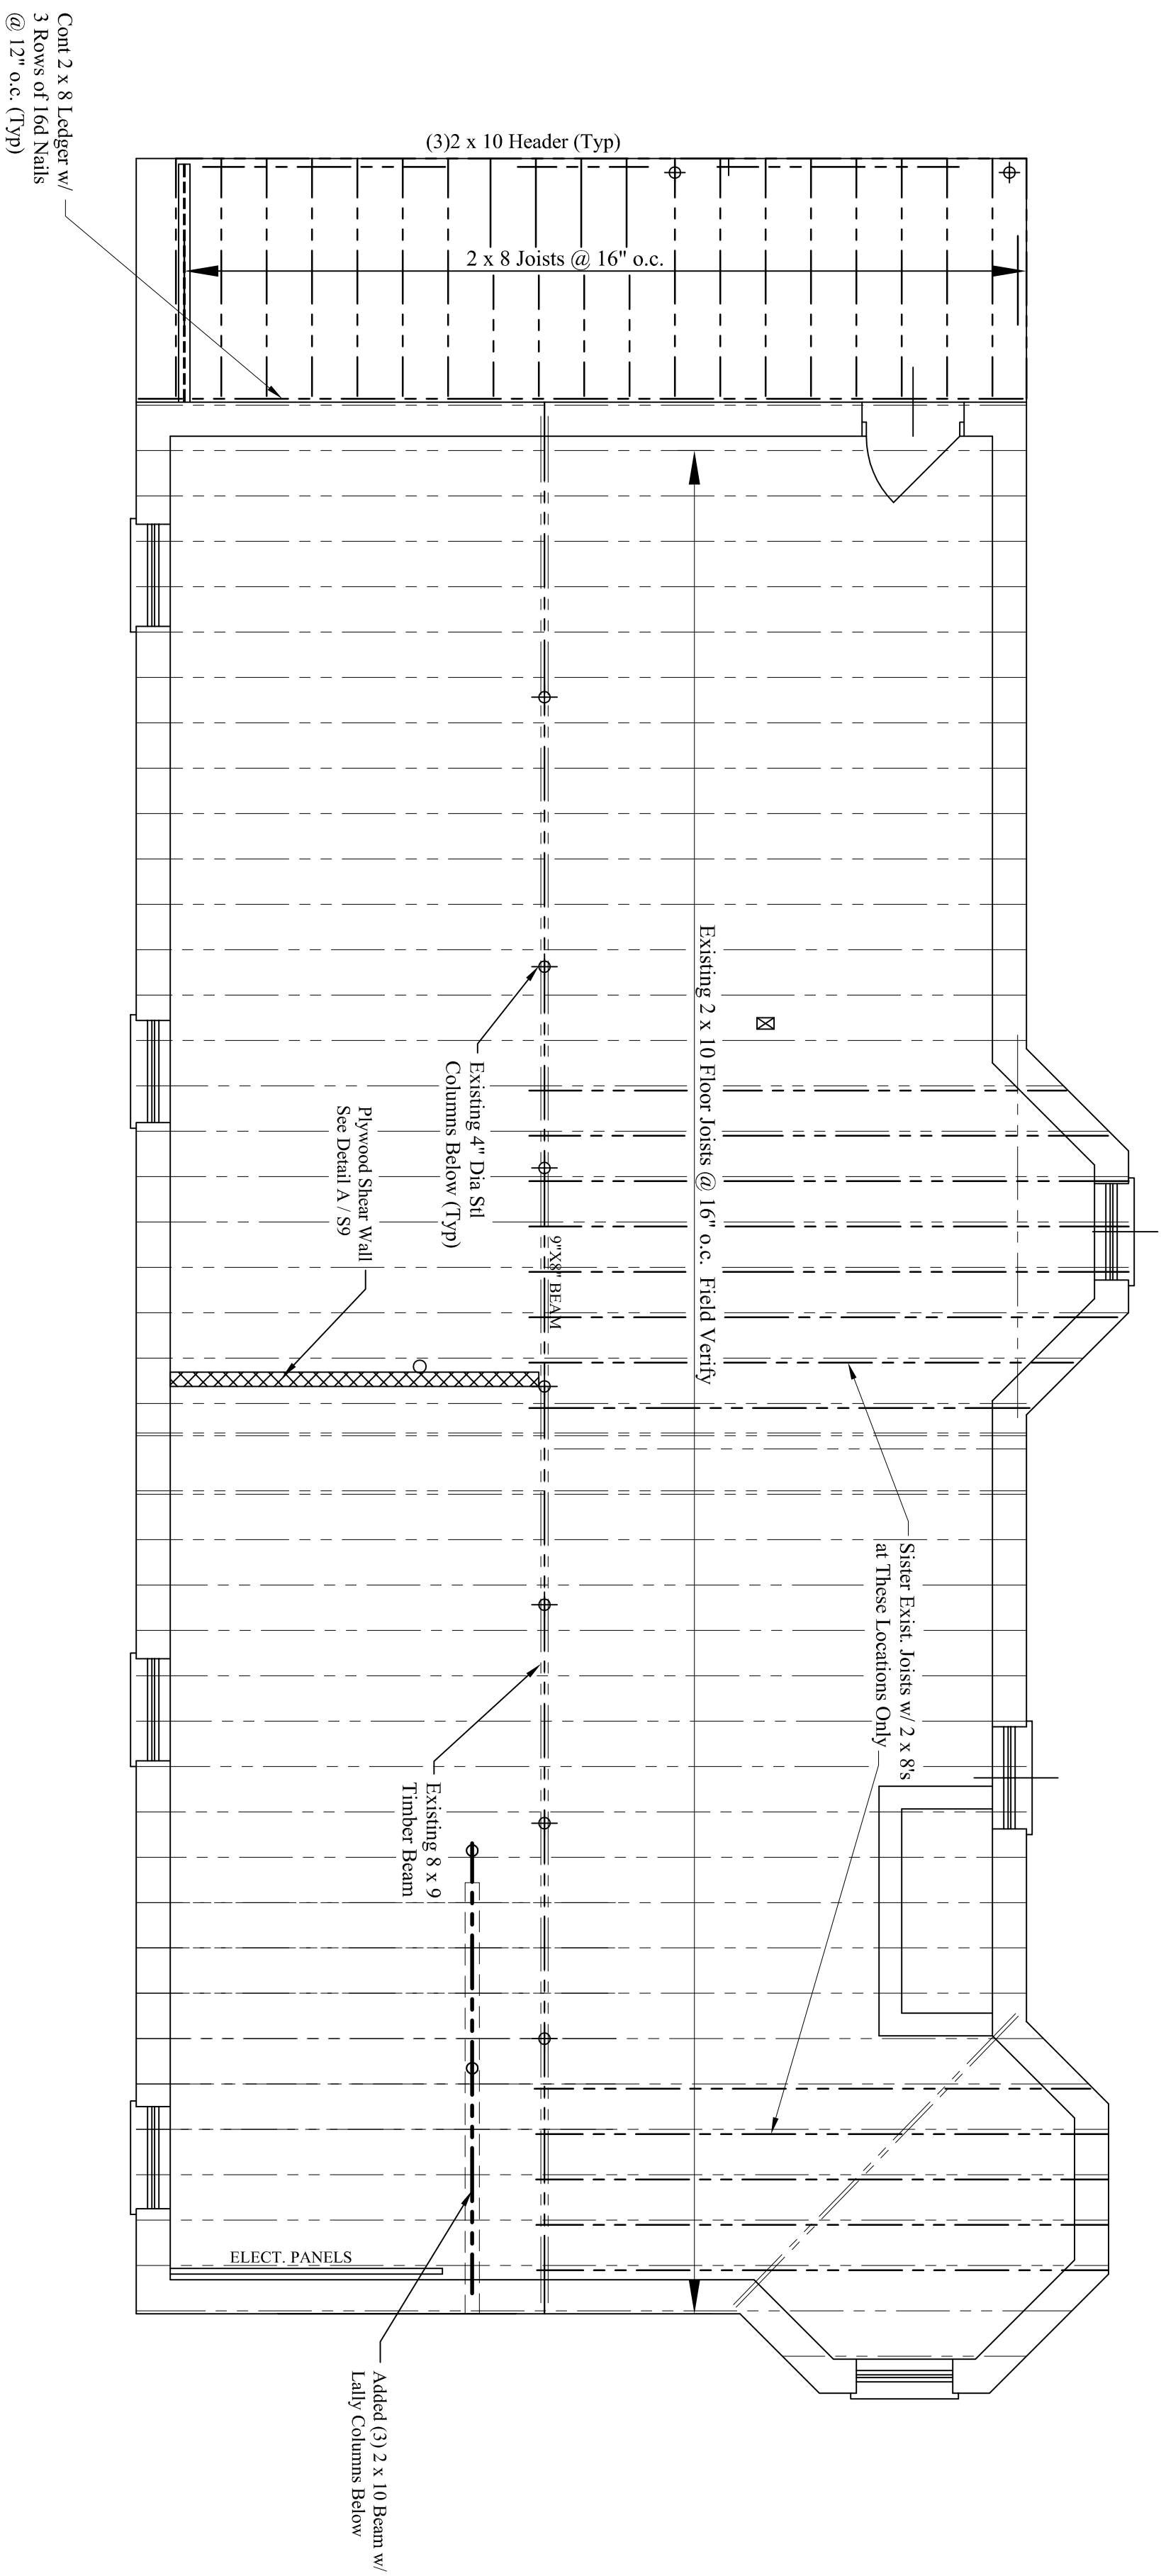 Cont 2 x 8 Ledger w/
3 Rows of 16d Nails
@ 12" o.c. (Typ)
(3)2 x 10 Header (Typ)
2 x 8 Joists @ 16" o.c.
Existing 2 x 10 Floor Joists @ 16" o.c. Field Verify
Existing 4" Dia Stl
Columns Below (Typ)
Plywood Shear Wall
See Detail A / S9
9"X8" BEAM
Sister Exist. Joists w/ 2 x 8's
at These Locations Only
Existing 8 x 9
Timber Beam
ELECT. PANELS
Added (3) 2 x 10 Beam w/
Lally Columns Below